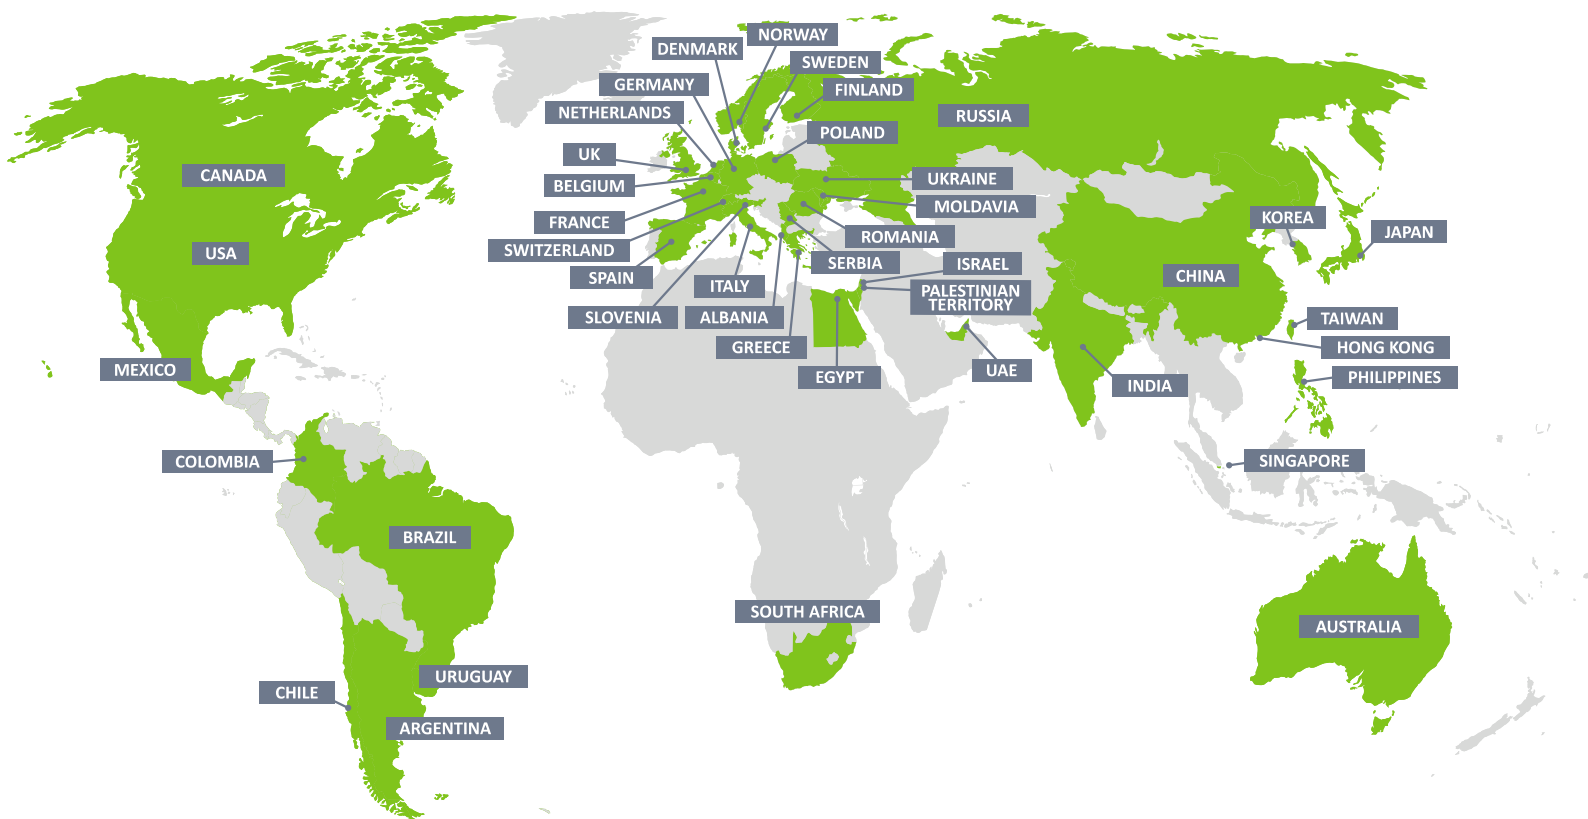 NORWAY
DENMARK
SWEDEN
GERMANY
FINLAND
NETHERLANDS
RUSSIA
POLAND
UK
CANADA
BELGIUM
UKRAINE
MOLDAVIA
FRANCE
KOREA
JAPAN
ROMANIA
SWITZERLAND
USA
SERBIA
ISRAEL
SPAIN
CHINA
ITALY
PALESTINIAN
TERRITORY
SLOVENIA
ALBANIA
TAIWAN
GREECE
HONG KONG
MEXICO
UAE
EGYPT
PHILIPPINES
INDIA
COLOMBIA
SINGAPORE
BRAZIL
SOUTH AFRICA
AUSTRALIA
URUGUAY
CHILE
ARGENTINA